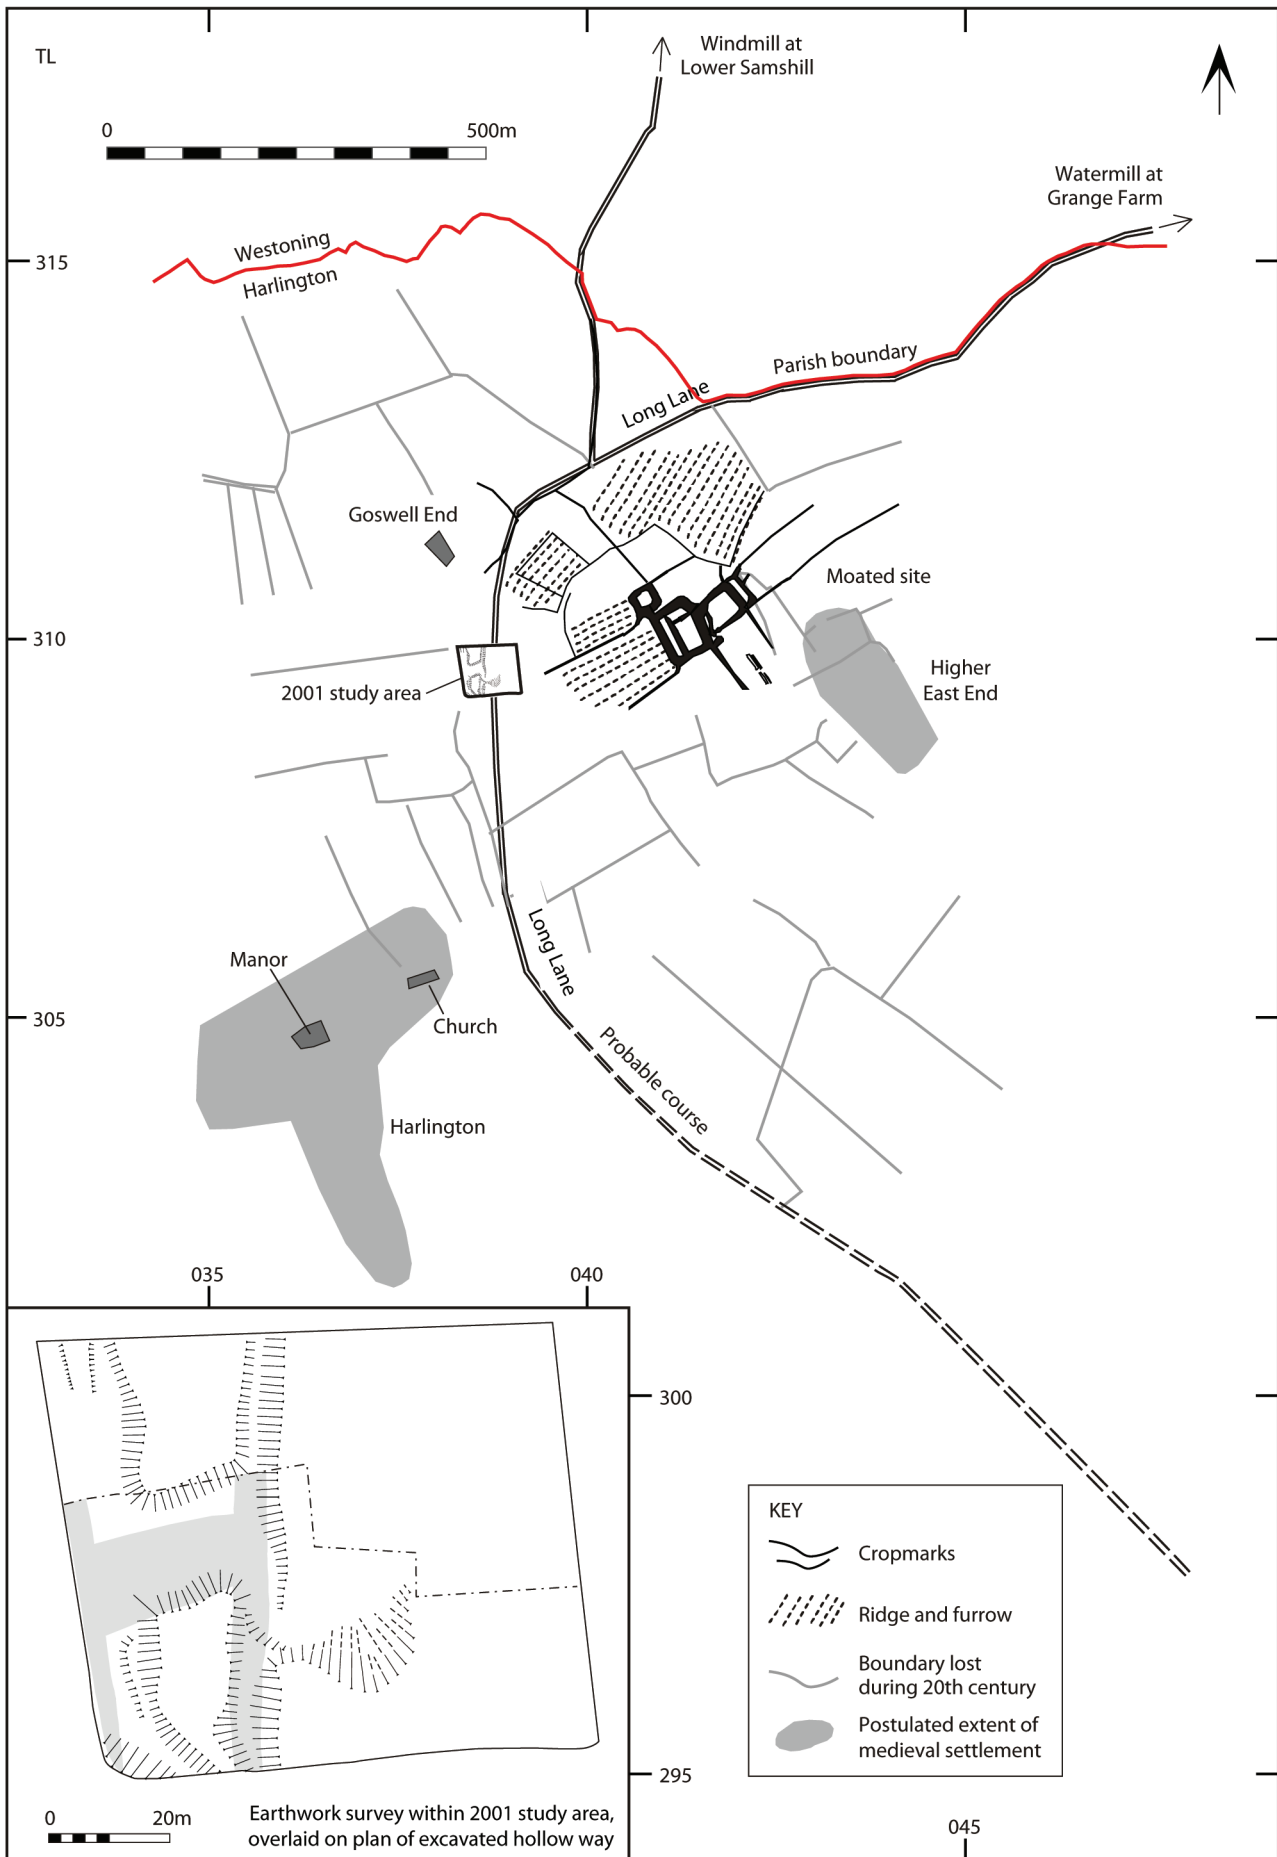 TL
Windmill at
Lower Samshill
0 500m
Watermill at
Grange Farm
315
Westoning
Harlington
Parish boundary
Long Lane
Goswell End
Moated site
310
2001 study area
Higher
East End
Long Lane
Manor
Church
305
Probable course
Harlington
035
040
300
KEY
Cropmarks
Ridge and furrow
Boundary lost
during 20th century
Postulated extent of
medieval settlement
295
045
0 20m
Earthwork survey within 2001 study area,
overlaid on plan of excavated hollow way